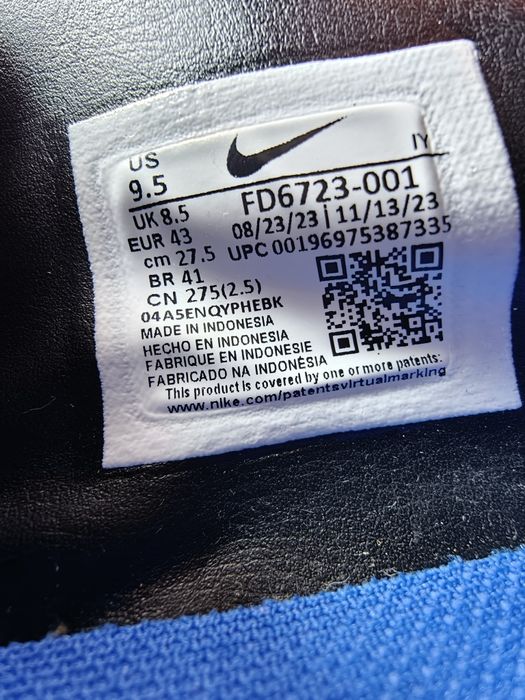 US
9.5
IY
FD6723-001
UK 8.5
08/23/23 | 11/13/23
EUR 43
UPC 00196975387335
cm 27.5
BR 41
CN 275(2.5)
04A5ENQYPHEBK
MADE IN INDONESIA
HECHO EN INDONESIA
FABRIQUE EN INDONESIE
FABRICADO NA INDONÉSIA
This product is covered by one or more patents:
www.nike.com/patentsvirtualmarking